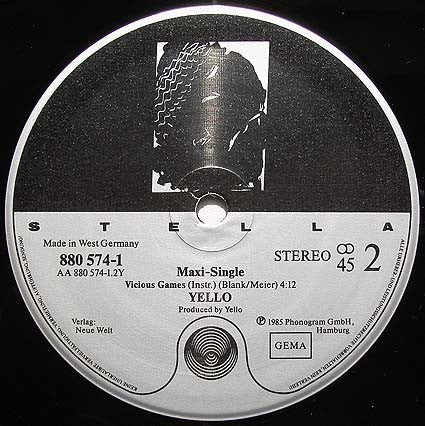 STELLA
Made in West Germany
880 574-1
AA 880 574-1.2Y
STEREO
45
2
Maxi-Single
Vicious Games (Instr.) (Blank/Meier) 4:12
YELLO
Produced by Yello
Verlag:
Neue Welt
℗ 1985 Phonogram GmbH,
Hamburg
GEMA